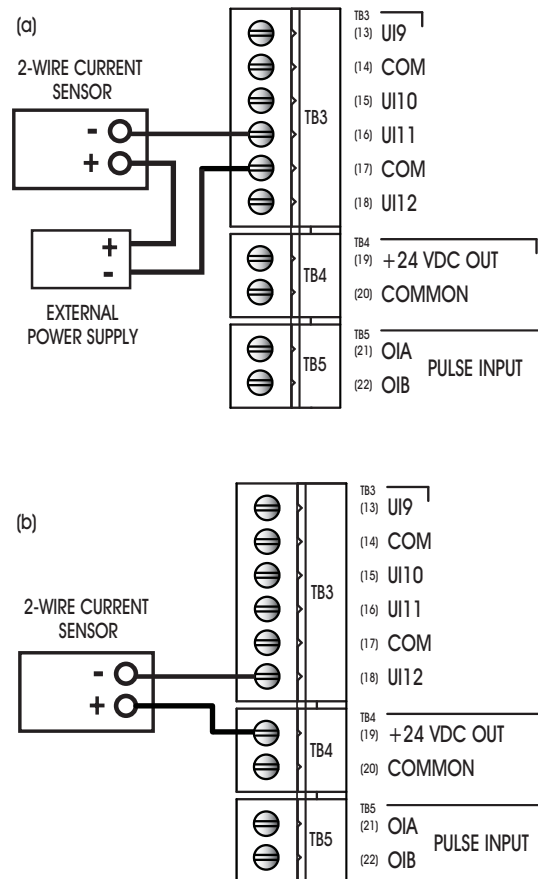 (a)
2-WIRE CURRENT
SENSOR
-
+
+
-
EXTERNAL
POWER SUPPLY
TB3
TB4
TB5
TB3
(13) UI9
(14) COM
(15) UI10
(16) UI11
(17) COM
(18) UI12
TB4
(19) +24 VDC OUT
(20) COMMON
TB5
(21) OIA
PULSE INPUT
(22) OIB
(b)
2-WIRE CURRENT
SENSOR
-
+
TB3
TB4
TB5
TB3
(13) UI9
(14) COM
(15) UI10
(16) UI11
(17) COM
(18) UI12
TB4
(19) +24 VDC OUT
(20) COMMON
TB5
(21) OIA
PULSE INPUT
(22) OIB